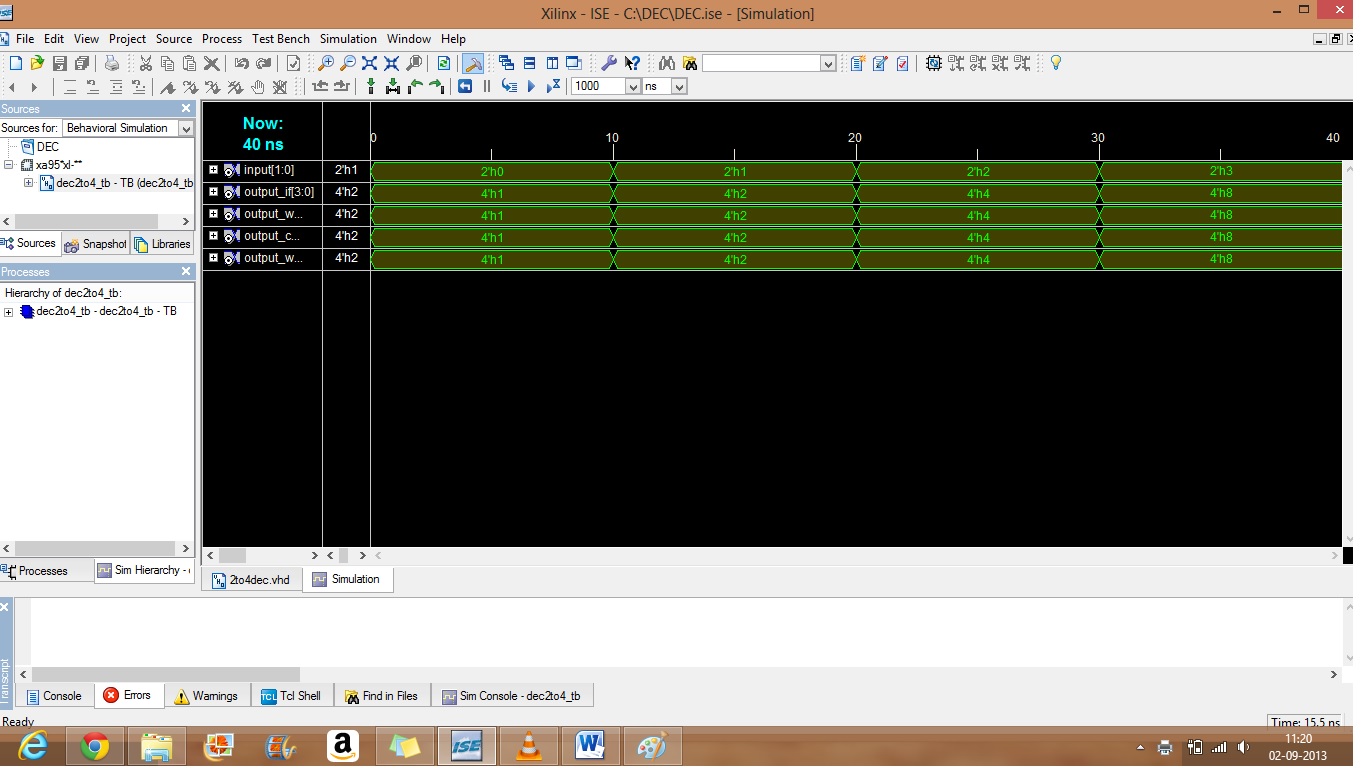 ISE
Xilinx - ISE - C:\DEC\DEC.ise - [Simulation]
File Edit View Project Source Process Test Bench Simulation Window Help
1000 ns
Sources
Sources for: Behavioral Simulation
DEC
xa95*xl-**
dec2to4_tb - TB (dec2to4_tb
Sources Snapshot Libraries
Processes
Hierarchy of dec2to4_tb:
dec2to4_tb - dec2to4_tb - TB
Processes Sim Hierarchy -
Now:
40 ns
0 10 20 30 40
input[1:0] 2'h1 2'h0 2'h1 2'h2 2'h3
output_if[3:0] 4'h2 4'h1 4'h2 4'h4 4'h8
output_w... 4'h2 4'h1 4'h2 4'h4 4'h8
output_c... 4'h2 4'h1 4'h2 4'h4 4'h8
output_w... 4'h2 4'h1 4'h2 4'h4 4'h8
2to4dec.vhd Simulation
Transcript
Console Errors Warnings TCL Tcl Shell Find in Files Sim Console - dec2to4_tb
Ready
Time: 15.5 ns
a ISE W
11:20
02-09-2013